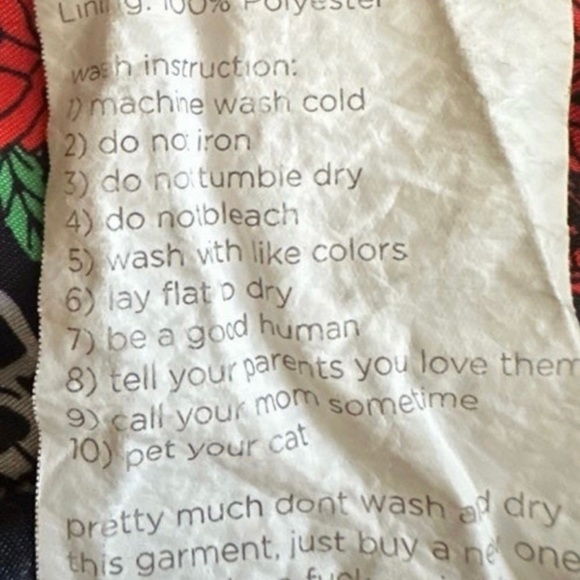 Lining: 100% Polyester
wash instruction:
1) machine wash cold
2) do not iron
3) do not tumble dry
4) do not bleach
5) wash with like colors
6) lay flat to dry
7) be a good human
8) tell your parents you love them
9) call your mom sometime
10) pet your cat
pretty much dont wash and dry
this garment, just buy a new one